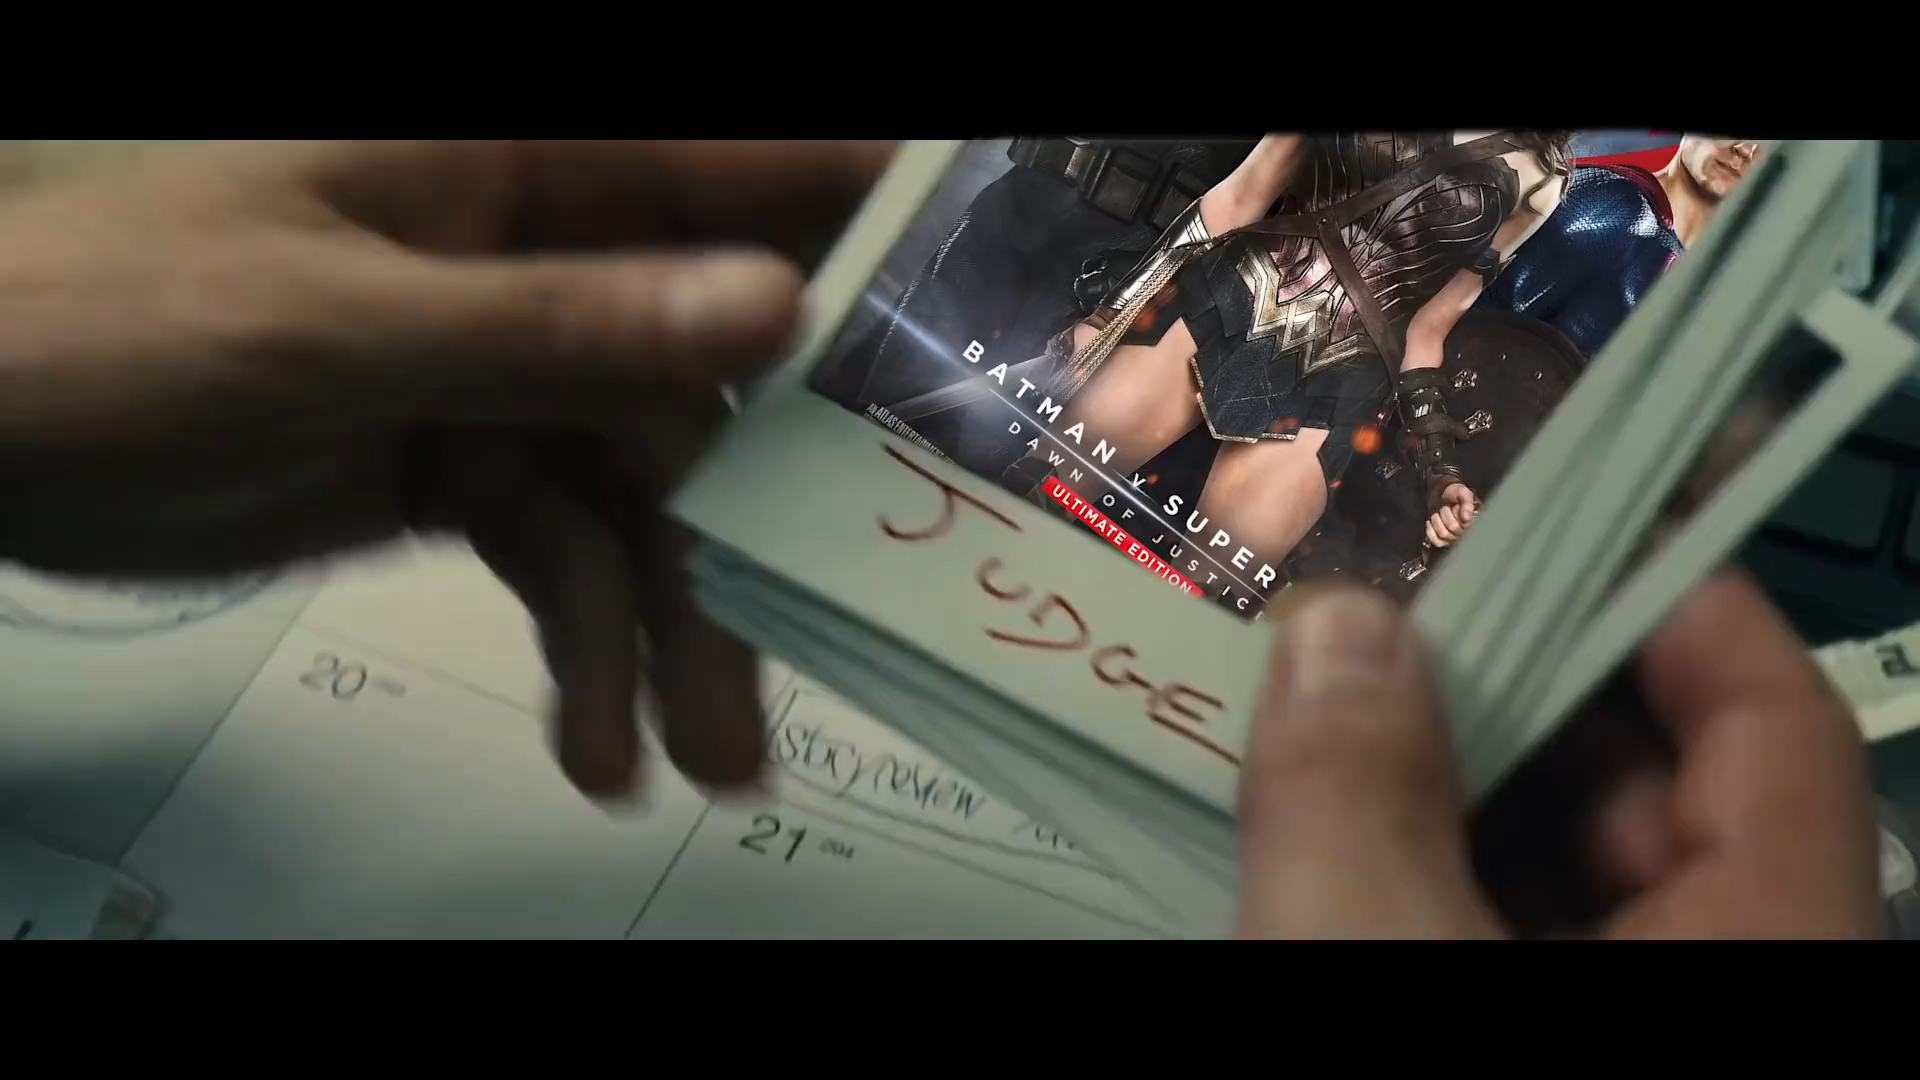 BATMAN v SUPER
DAWN OF JUSTIC
ULTIMATE EDITION
JUDGE
20
21